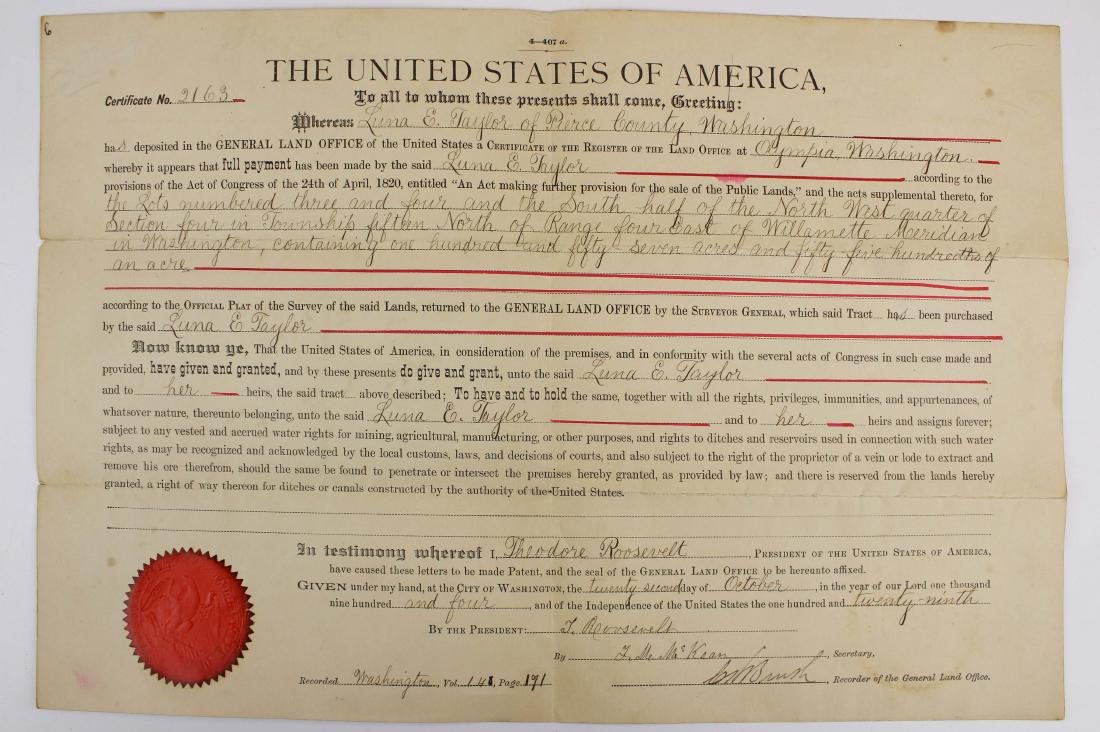 6
4—407 a.
THE UNITED STATES OF AMERICA,
Certificate No. 2163
To all to whom these presents shall come, Greeting:
Whereas Luna E. Taylor of Pierce County, Washington
has deposited in the GENERAL LAND OFFICE of the United States a CERTIFICATE OF THE REGISTER OF THE LAND OFFICE AT Olympia, Washington.
whereby it appears that full payment has been made by the said Luna E. Taylor according to the
provisions of the Act of Congress of the 24th of April, 1820, entitled “An Act making further provision for the sale of the Public Lands,” and the acts supplemental thereto, for
the Lots numbered three and four and the South half of the North West quarter of
Section four in Township fifteen North of Range four East of Willamette Meridian
in Washington, containing one hundred and fifty-seven acres and fifty-five hundredths of
an acre
according to the OFFICIAL PLAT of the Survey of the said Lands, returned to the GENERAL LAND OFFICE by the SURVEYOR GENERAL, which said Tract has been purchased
by the said Luna E. Taylor
Now know ye, That the United States of America, in consideration of the premises, and in conformity with the several acts of Congress in such case made and
provided, have given and granted, and by these presents do give and grant, unto the said Luna E. Taylor
and to her heirs, the said tract above described; To have and to hold the same, together with all the rights, privileges, immunities, and appurtenances, of
whatsoever nature, thereunto belonging, unto the said Luna E. Taylor and to her heirs and assigns forever;
subject to any vested and accrued water rights for mining, agricultural, manufacturing, or other purposes, and rights to ditches and reservoirs used in connection with such water
rights, as may be recognized and acknowledged by the local customs, laws, and decisions of courts, and also subject to the right of the proprietor of a vein or lode to extract and
remove his ore therefrom, should the same be found to penetrate or intersect the premises hereby granted, as provided by law; and there is reserved from the lands hereby
granted, a right of way thereon for ditches or canals constructed by the authority of the United States.
In testimony whereof I, Theodore Roosevelt, PRESIDENT OF THE UNITED STATES OF AMERICA,
have caused these letters to be made Patent, and the seal of the GENERAL LAND OFFICE to be hereunto affixed.
GIVEN under my hand, at the CITY OF WASHINGTON, the twenty second day of October, in the year of our Lord one thousand
nine hundred and four, and of the Independence of the United States the one hundred and twenty-ninth
BY THE PRESIDENT: T. Roosevelt
By F. M. McKean, Secretary,
Recorded Washington, Vol. 148, Page 191
, Recorder of the General Land Office.